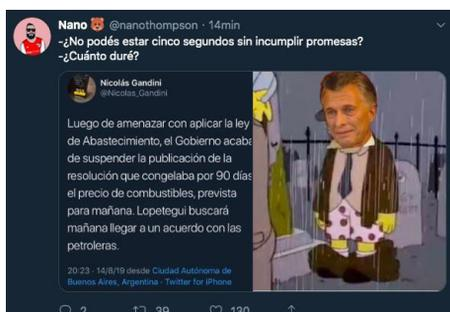 Nano 🐻 @nanothompson · 14min
-¿No podés estar cinco segundos sin incumplir promesas?
-¿Cuánto duré?
Nicolás Gandini
@Nicolas_Gandini
Luego de amenazar con aplicar la ley
de Abastecimiento, el Gobierno acaba
de suspender la publicación de la
resolución que congelaba por 90 días
el precio de combustibles, prevista
para mañana. Lopetegui buscará
mañana llegar a un acuerdo con las
petroleras.
20:23 · 14/8/19 desde Ciudad Autónoma de
Buenos Aires, Argentina · Twitter for iPhone
2 39 130